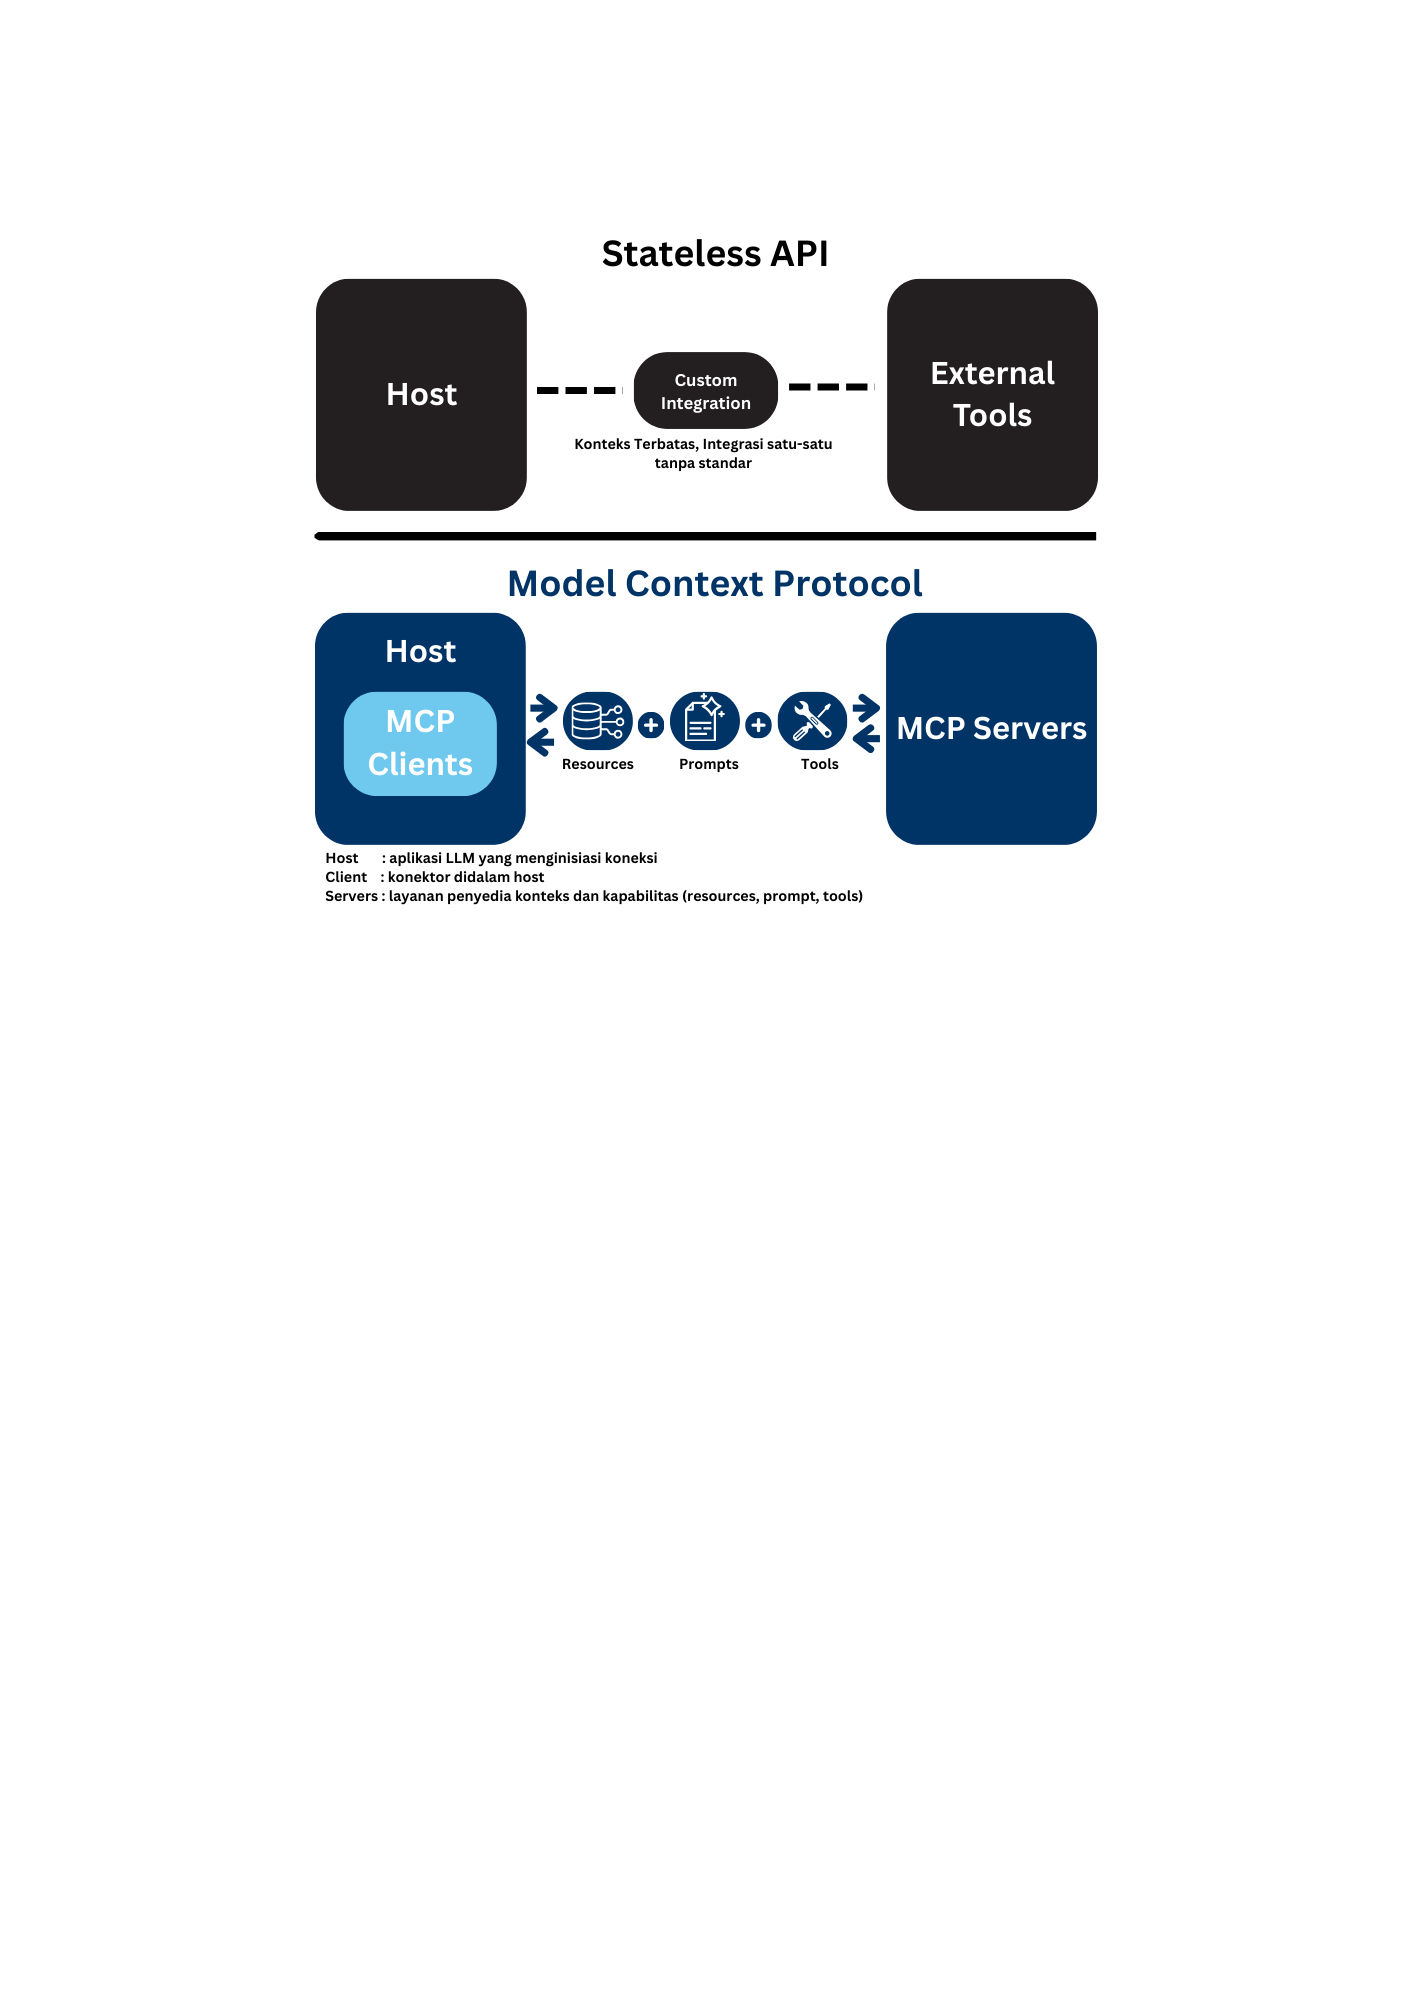 Stateless API
Host
Custom
Integration
External
Tools
Konteks Terbatas, Integrasi satu-satu
tanpa standar
Model Context Protocol
Host
MCP
Clients
Resources
Prompts
Tools
MCP Servers
Host : aplikasi LLM yang menginisiasi koneksi
Client : konektor didalam host
Servers : layanan penyedia konteks dan kapabilitas (resources, prompt, tools)